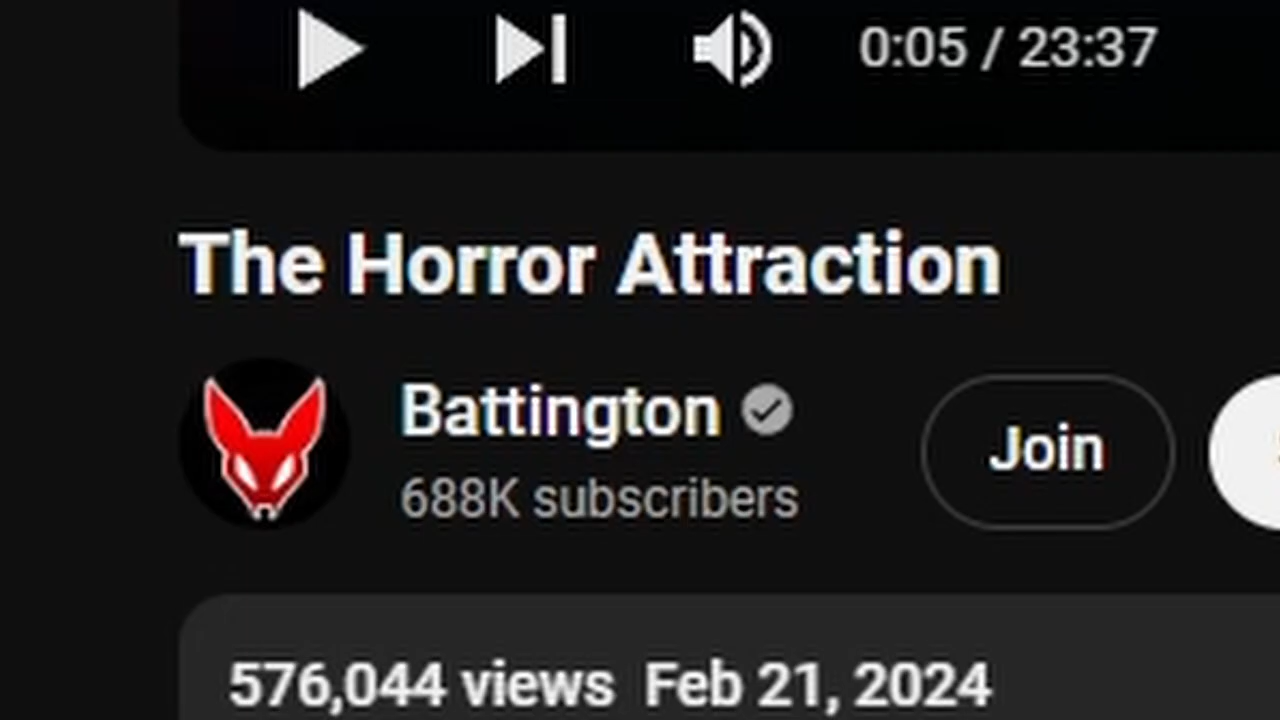 0:05 / 23:37
The Horror Attraction
Battington
Join
688K subscribers
576,044 views Feb 21, 2024